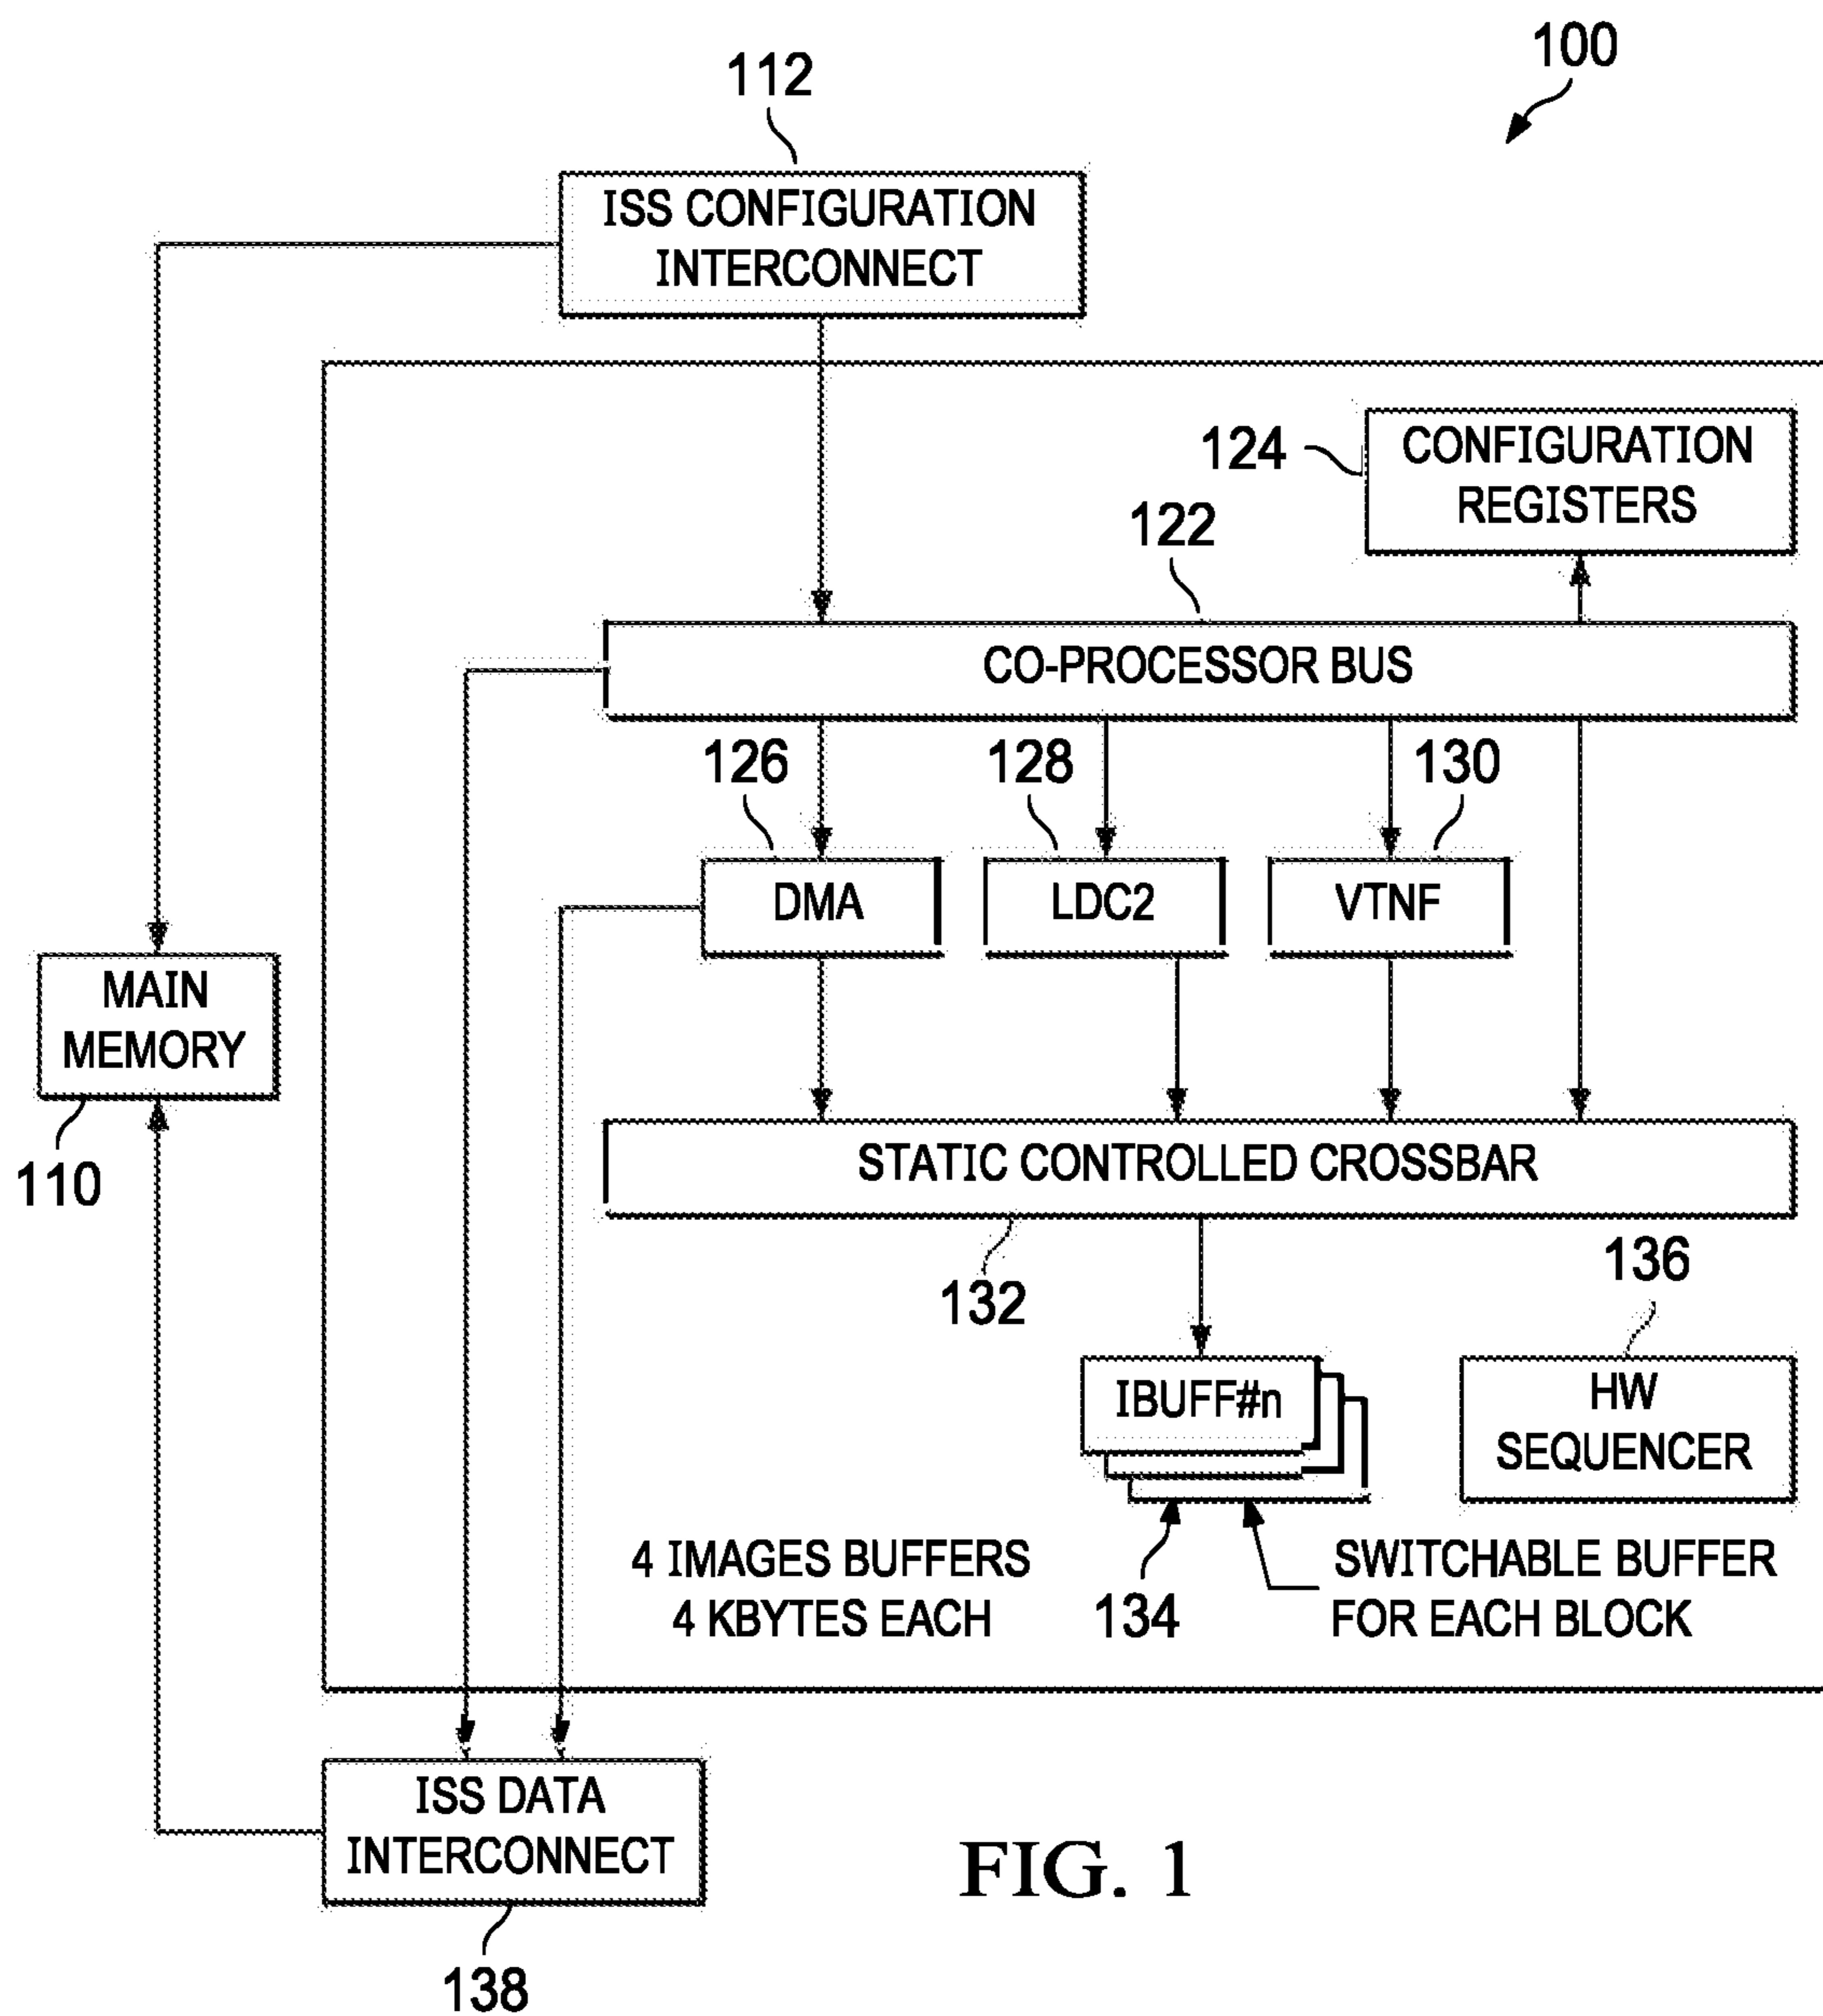 100
112
ISS CONFIGURATION
INTERCONNECT
124
CONFIGURATION
REGISTERS
122
CO-PROCESSOR BUS
126
128
130
DMA
LDC2
VTNF
MAIN
MEMORY
110
STATIC CONTROLLED CROSSBAR
132
136
IBUFF#n
HW
SEQUENCER
4 IMAGES BUFFERS
4 KBYTES EACH
134
SWITCHABLE BUFFER
FOR EACH BLOCK
ISS DATA
INTERCONNECT
138
FIG. 1